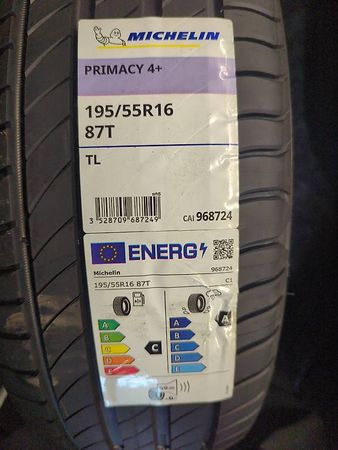 MICHELIN
PRIMACY 4+
195/55R16
87T
TL
3 528709 687249
CAI 968724
ENERG
Michelin
968724
195/55R16 87T
C1
A
A
B
B
C
C
C
D
D
E
E
A